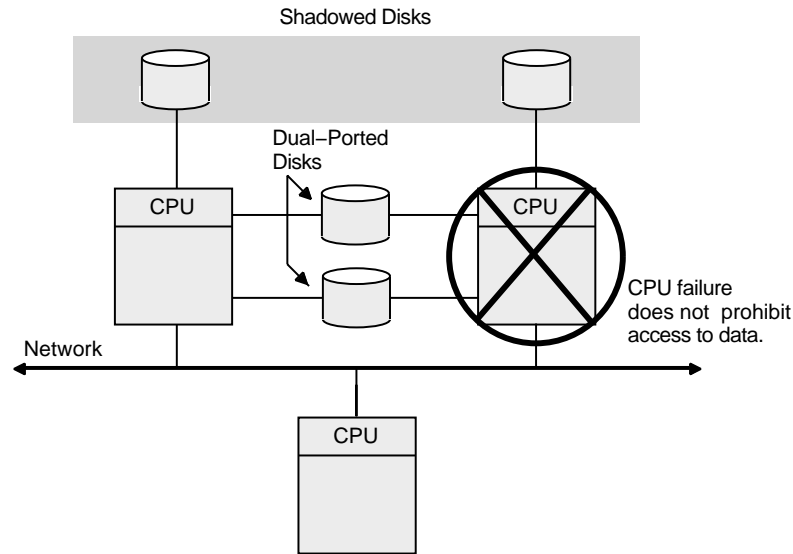 Shadowed Disks
Dual–Ported
Disks
CPU
CPU
CPU failure
does not prohibit
access to data.
Network
CPU